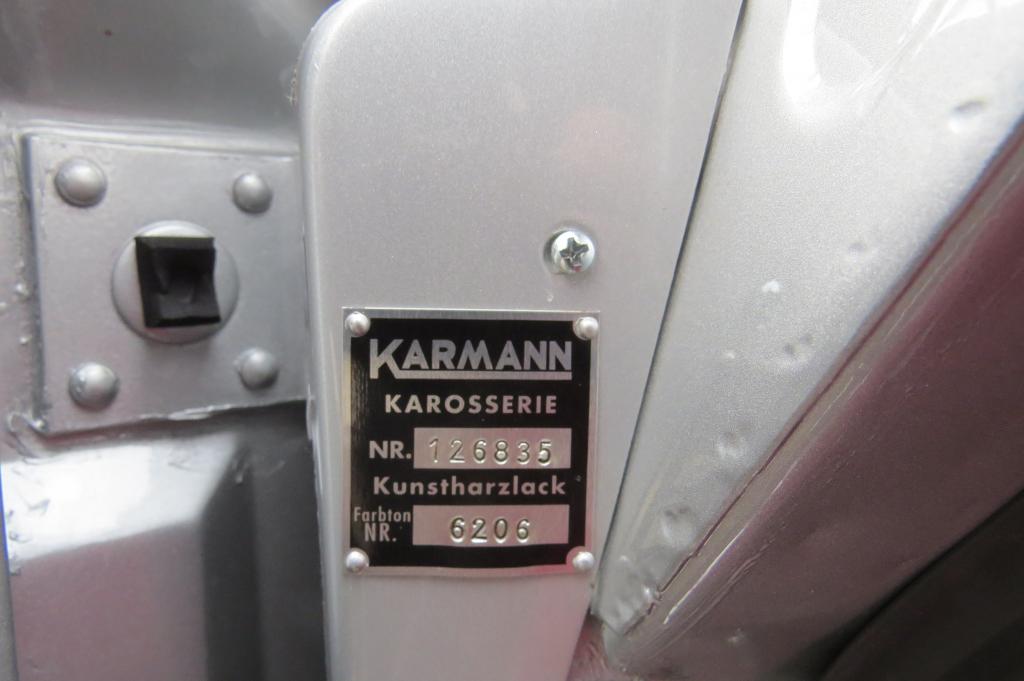 KARMANN
KAROSSERIE
NR. 126835
Kunstharzlack
Farbton
NR. 6206